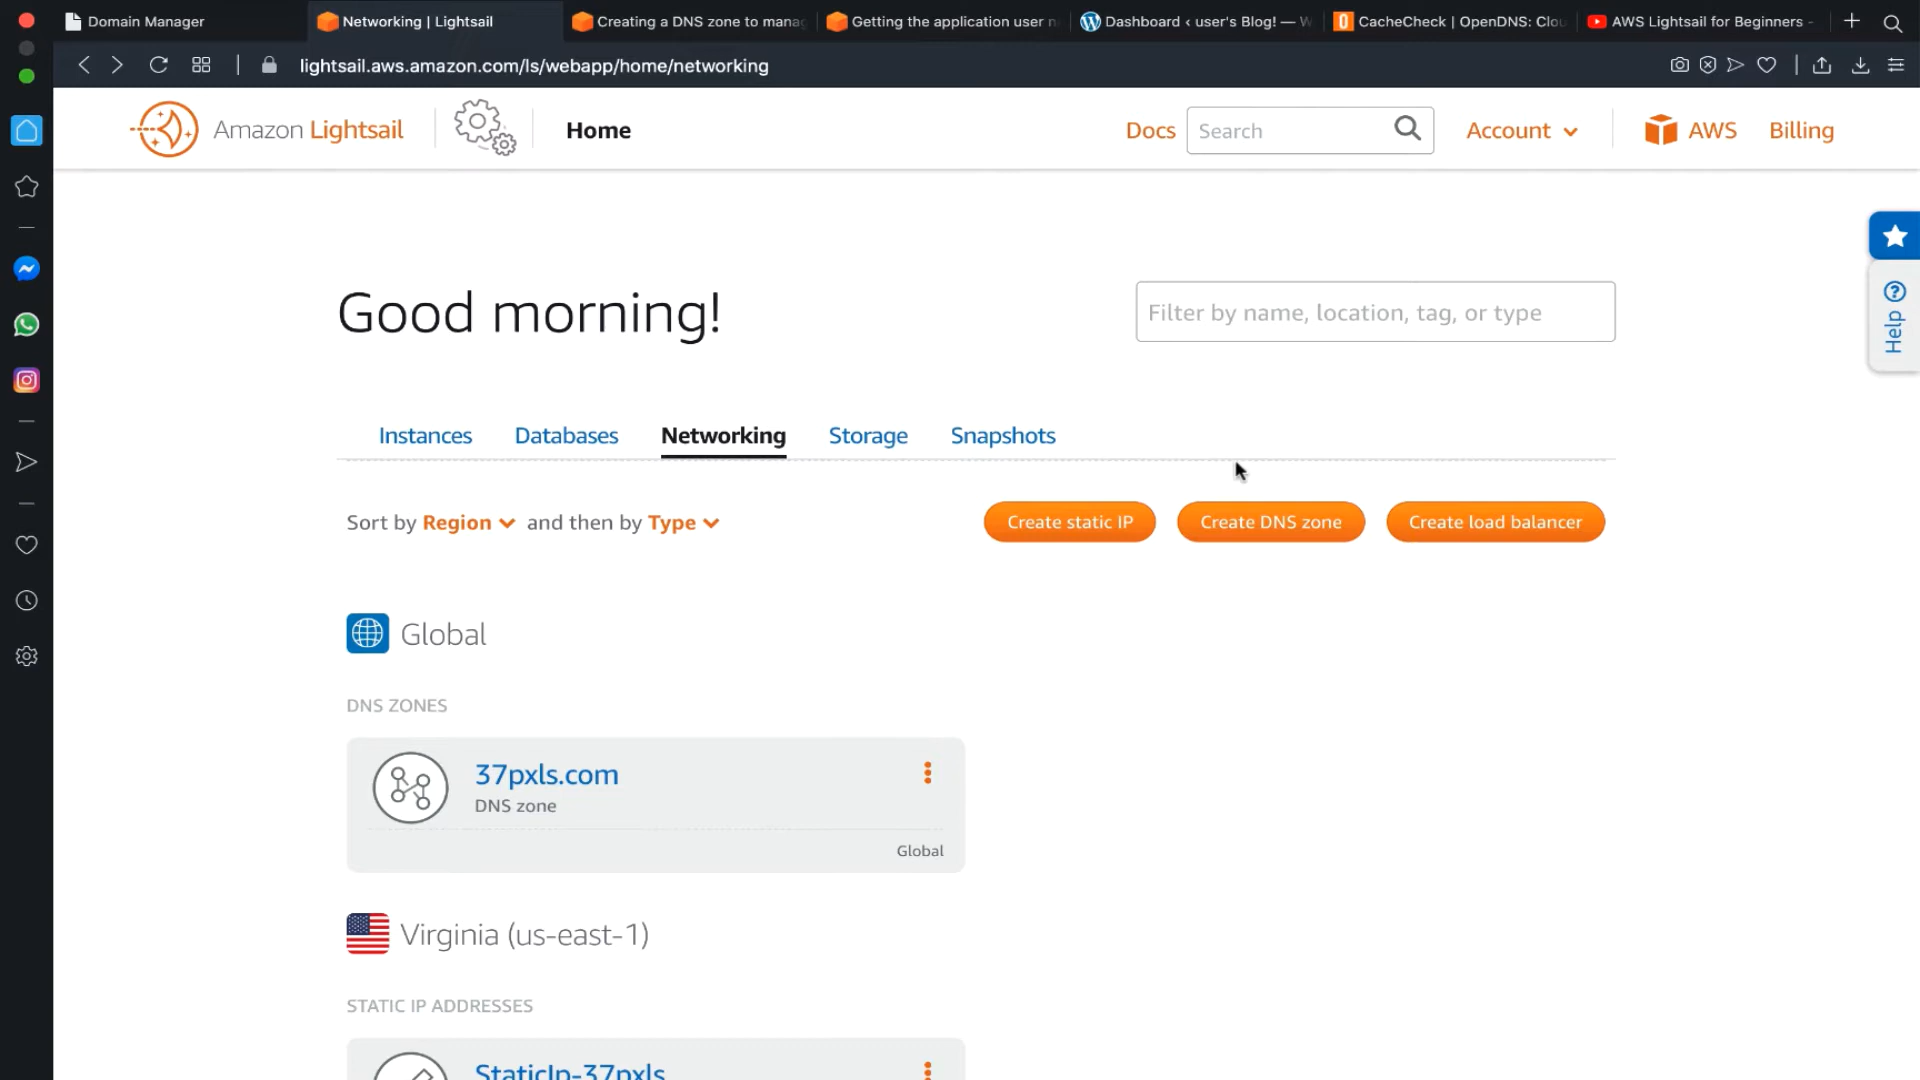 Domain Manager
Networking | Lightsail
Creating a DNS zone to mana
Getting the application user n
Dashboard ‹ user's Blog! — W
CacheCheck | OpenDNS: Clou
AWS Lightsail for Beginners -
lightsail.aws.amazon.com/ls/webapp/home/networking
Amazon Lightsail
Home
Docs
Search
Account
AWS
Billing
Help
Good morning!
Filter by name, location, tag, or type
Instances
Databases
Networking
Storage
Snapshots
Sort by Region and then by Type
Create static IP
Create DNS zone
Create load balancer
Global
DNS ZONES
37pxls.com
DNS zone
Global
Virginia (us-east-1)
STATIC IP ADDRESSES
StaticIp-37pxls